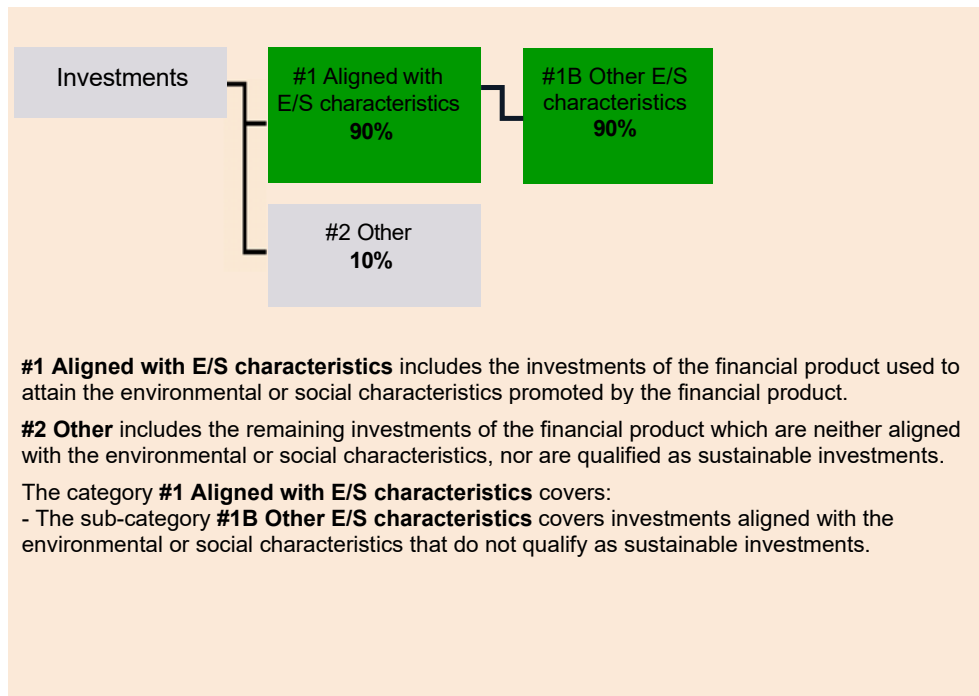 Investments
#1 Aligned with
E/S characteristics
90%
#1B Other E/S
characteristics
90%
#2 Other
10%
#1 Aligned with E/S characteristics includes the investments of the financial product used to
attain the environmental or social characteristics promoted by the financial product.
#2 Other includes the remaining investments of the financial product which are neither aligned
with the environmental or social characteristics, nor are qualified as sustainable investments.
The category #1 Aligned with E/S characteristics covers:
- The sub-category #1B Other E/S characteristics covers investments aligned with the
environmental or social characteristics that do not qualify as sustainable investments.